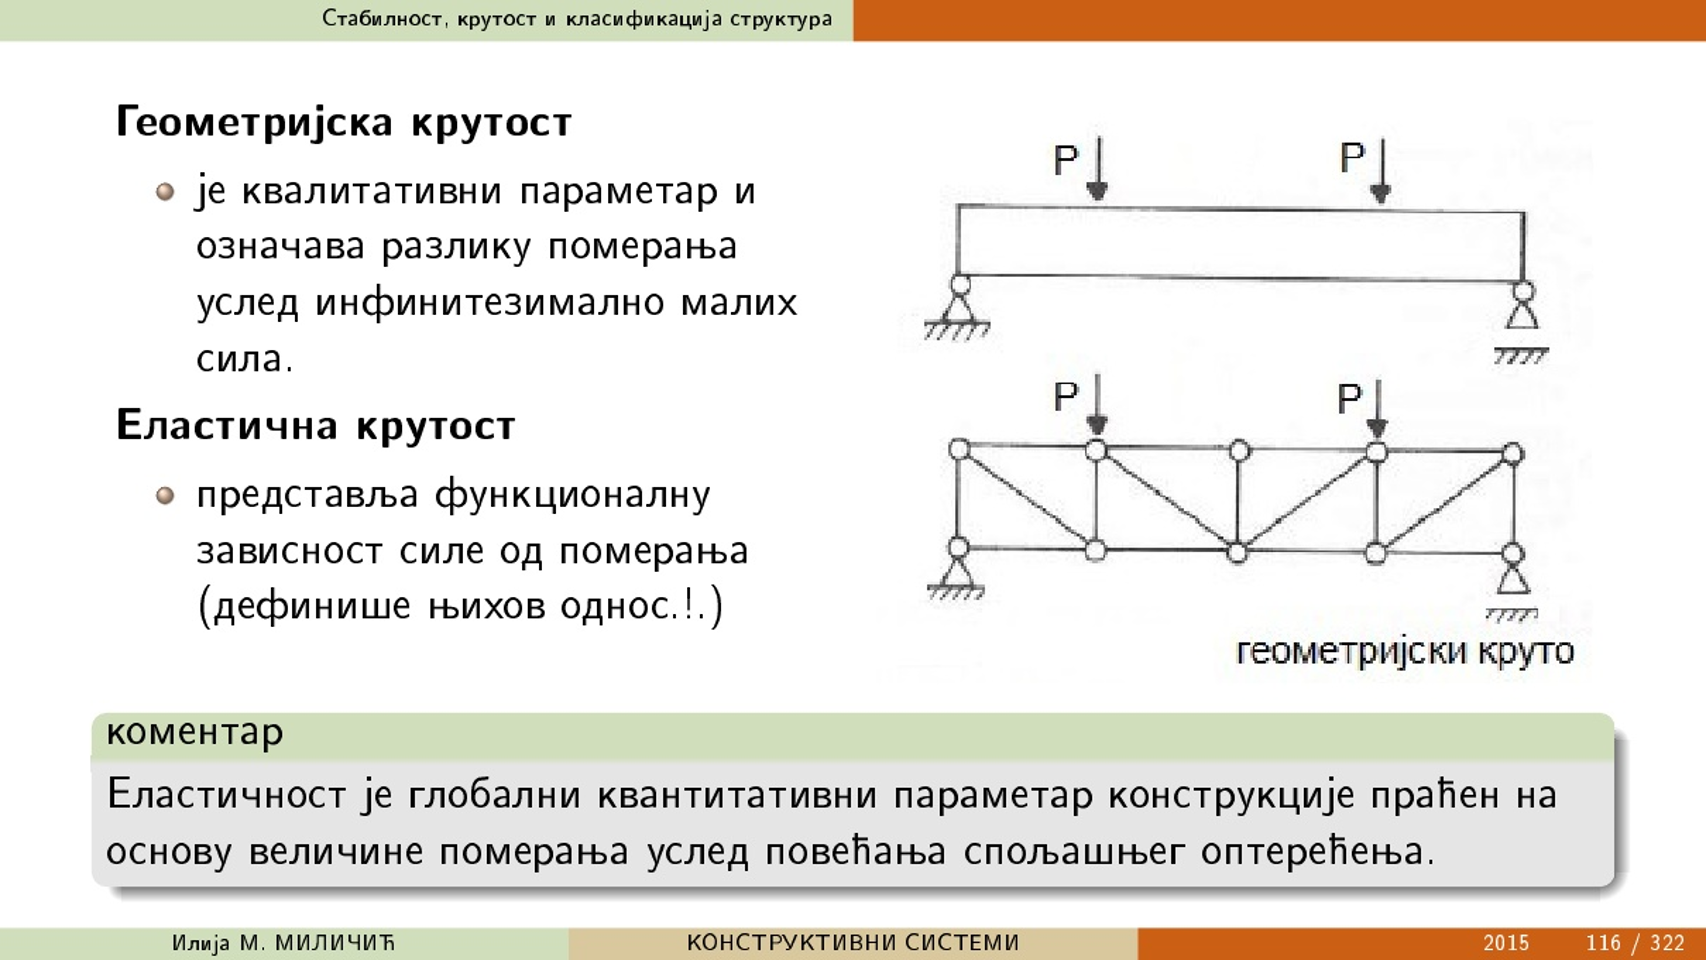 Стабилност, крутост и класификација структура
Геометријска крутост
је квалитативни параметар и
означава разлику померања
услед инфинитезимално малих
сила.
Еластична крутост
представља функционалну
зависност силе од померања
(дефинише њихов однос.!.)
P P
P P
геометријски круто
коментар
Еластичност је глобални квантитативни параметар конструкције праћен на
основу величине померања услед повећања спољашњег оптерећења.
Илија М. МИЛИЧИЋ КОНСТРУКТИВНИ СИСТЕМИ 2015 116 / 322